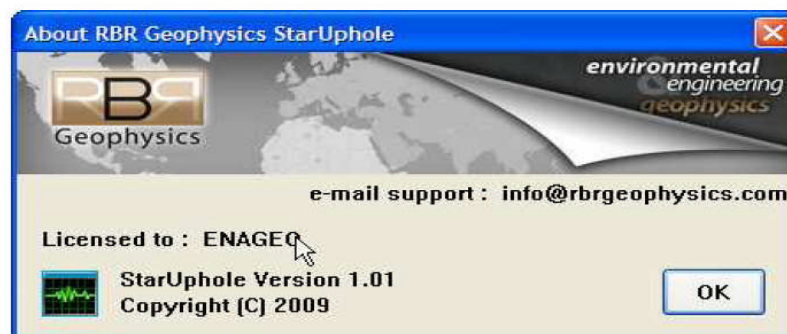 About RBR Geophysics StarUphole
RBR
Geophysics
environmental
& engineering
geophysics
e-mail support : info@rbrgeophysics.com
Licensed to : ENAGEO
StarUphole Version 1.01
Copyright (C) 2009
OK